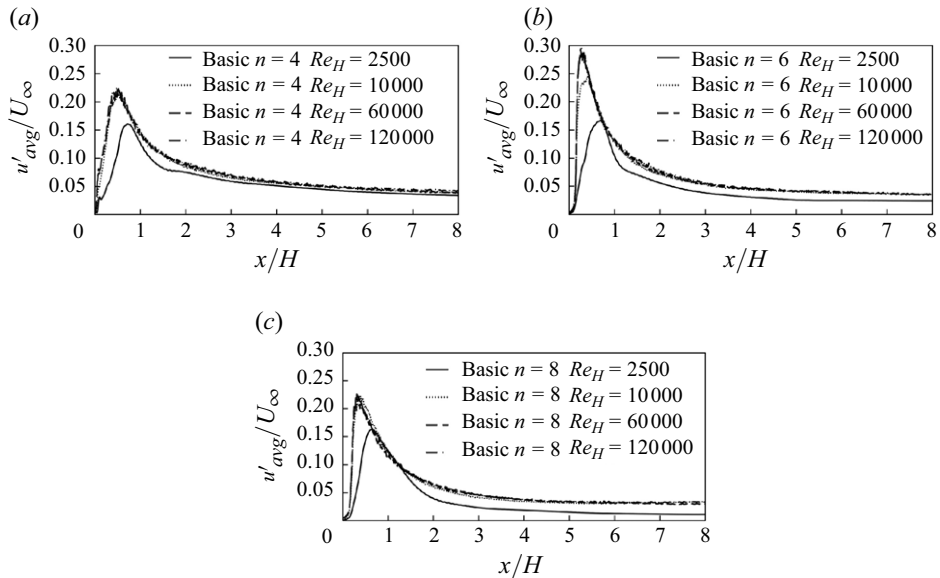 (a)
0.30
0.25
0.20
0.15
0.10
0.05
0
u'avg/U∞
Basic n = 4 ReH = 2500
Basic n = 4 ReH = 10 000
Basic n = 4 ReH = 60 000
Basic n = 4 ReH = 120 000
1 2 3 4 5 6 7 8
x/H
(b)
0.30
0.25
0.20
0.15
0.10
0.05
0
u'avg/U∞
Basic n = 6 ReH = 2500
Basic n = 6 ReH = 10 000
Basic n = 6 ReH = 60 000
Basic n = 6 ReH = 120 000
1 2 3 4 5 6 7 8
x/H
(c)
0.30
0.25
0.20
0.15
0.10
0.05
0
u'avg/U∞
Basic n = 8 ReH = 2500
Basic n = 8 ReH = 10 000
Basic n = 8 ReH = 60 000
Basic n = 8 ReH = 120 000
1 2 3 4 5 6 7 8
x/H